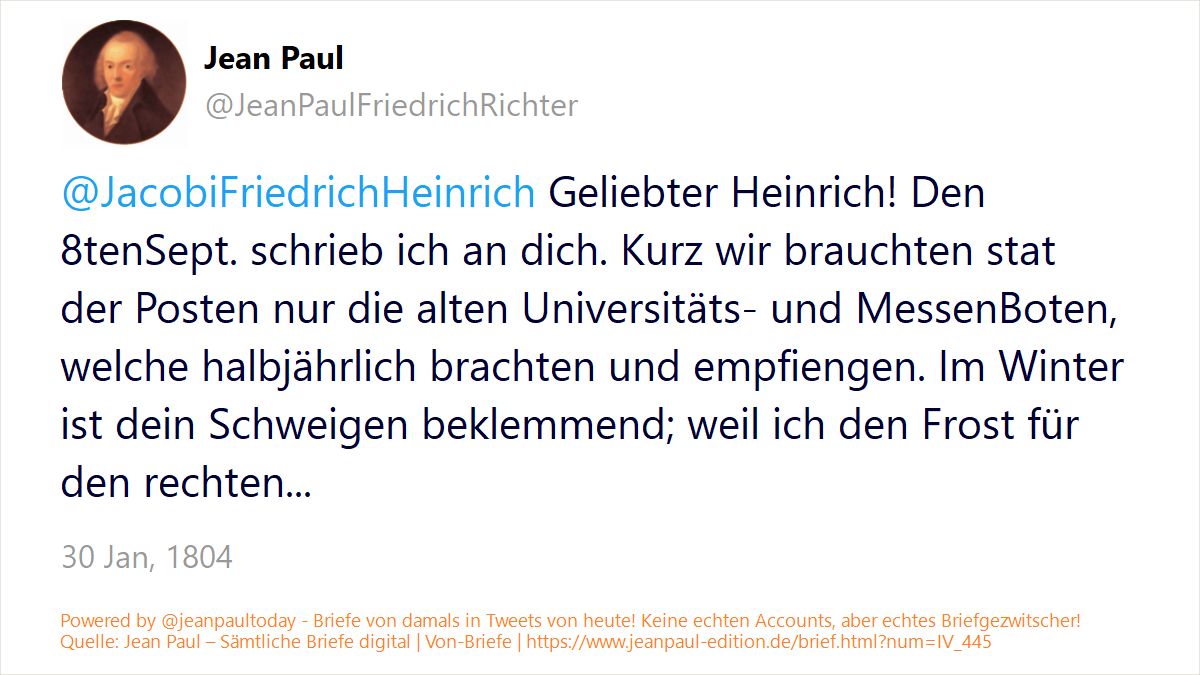 Jean Paul
@JeanPaulFriedrichRichter
@JacobiFriedrichHeinrich Geliebter Heinrich! Den
8tenSept. schrieb ich an dich. Kurz wir brauchten stat
der Posten nur die alten Universitäts- und MessenBoten,
welche halbjährlich brachten und empfiengen. Im Winter
ist dein Schweigen beklemmend; weil ich den Frost für
den rechten...
30 Jan, 1804
Powered by @jeanpaultoday - Briefe von damals in Tweets von heute! Keine echten Accounts, aber echtes Briefgezwitscher!
Quelle: Jean Paul – Sämtliche Briefe digital | Von-Briefe | https://www.jeanpaul-edition.de/brief.html?num=IV_445